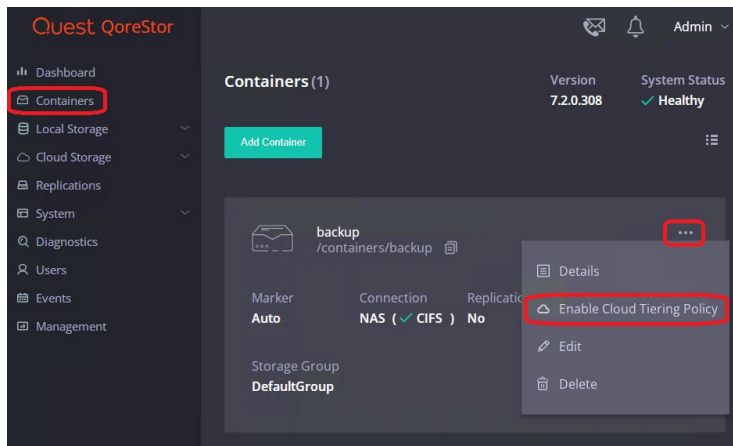 Quest QoreStor
Admin
Dashboard
Containers
Local Storage
Cloud Storage
Replications
System
Diagnostics
Users
Events
Management
Containers (1)
Version
7.2.0.308
System Status
Healthy
Add Container
backup
/containers/backup
Marker
Auto
Connection
NAS ( ✓ CIFS )
Replicatio
No
Storage Group
DefaultGroup
Details
Enable Cloud Tiering Policy
Edit
Delete